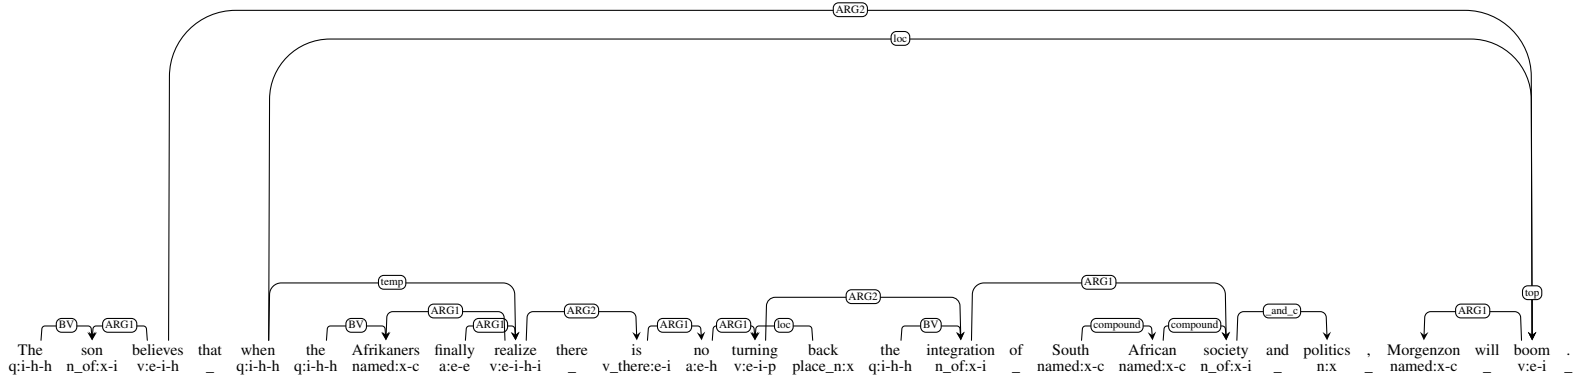 ARG2
loc
temp
ARG1
ARG2
top
BV ARG1 BV ARG1 ARG1 ARG2 ARG1 ARG1 loc BV compound compound _and_c ARG1
The son believes that when the Afrikaners finally realize there is no turning back the integration of South African society and politics , Morgenzon will boom .
q:i-h-h n_of:x-i v:e-i-h _ q:i-h-h q:i-h-h named:x-c a:e-e v:e-i-h-i _ v_there:e-i a:e-h v:e-i-p place_n:x q:i-h-h n_of:x-i _ named:x-c named:x-c n_of:x-i _ n:x _ named:x-c _ v:e-i _